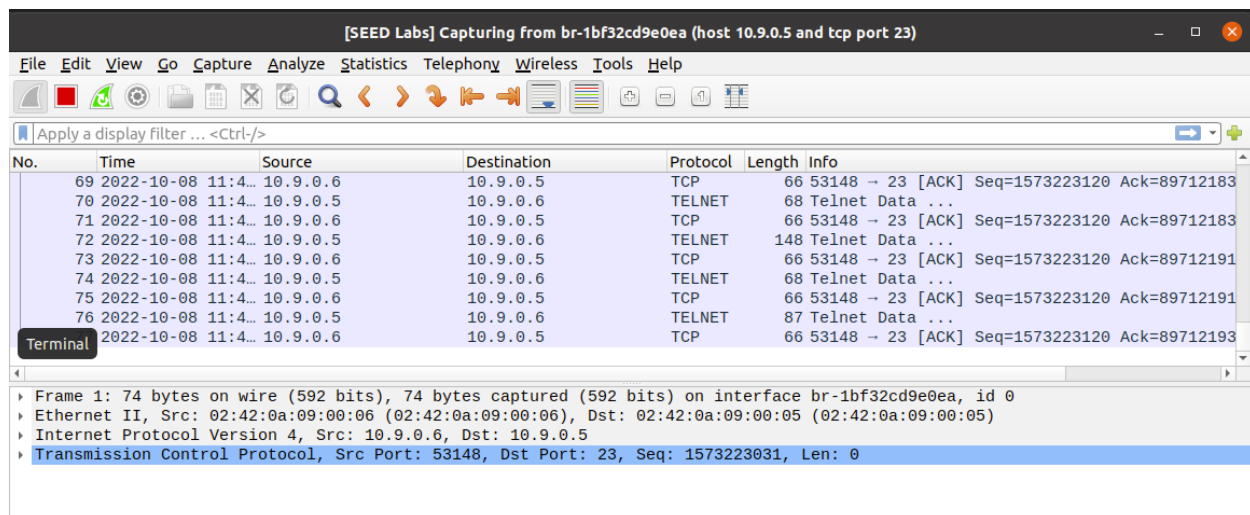 [SEED Labs] Capturing from br-1bf32cd9e0ea (host 10.9.0.5 and tcp port 23)
File Edit View Go Capture Analyze Statistics Telephony Wireless Tools Help
Apply a display filter … <Ctrl-/>
No. Time Source Destination Protocol Length Info
69 2022-10-08 11:4… 10.9.0.6 10.9.0.5 TCP 66 53148 → 23 [ACK] Seq=1573223120 Ack=89712183
70 2022-10-08 11:4… 10.9.0.5 10.9.0.6 TELNET 68 Telnet Data ...
71 2022-10-08 11:4… 10.9.0.6 10.9.0.5 TCP 66 53148 → 23 [ACK] Seq=1573223120 Ack=89712183
72 2022-10-08 11:4… 10.9.0.5 10.9.0.6 TELNET 148 Telnet Data ...
73 2022-10-08 11:4… 10.9.0.6 10.9.0.5 TCP 66 53148 → 23 [ACK] Seq=1573223120 Ack=89712191
74 2022-10-08 11:4… 10.9.0.5 10.9.0.6 TELNET 68 Telnet Data ...
75 2022-10-08 11:4… 10.9.0.6 10.9.0.5 TCP 66 53148 → 23 [ACK] Seq=1573223120 Ack=89712191
76 2022-10-08 11:4… 10.9.0.5 10.9.0.6 TELNET 87 Telnet Data ...
2022-10-08 11:4… 10.9.0.6 10.9.0.5 TCP 66 53148 → 23 [ACK] Seq=1573223120 Ack=89712193
Terminal
Frame 1: 74 bytes on wire (592 bits), 74 bytes captured (592 bits) on interface br-1bf32cd9e0ea, id 0
Ethernet II, Src: 02:42:0a:09:00:06 (02:42:0a:09:00:06), Dst: 02:42:0a:09:00:05 (02:42:0a:09:00:05)
Internet Protocol Version 4, Src: 10.9.0.6, Dst: 10.9.0.5
Transmission Control Protocol, Src Port: 53148, Dst Port: 23, Seq: 1573223031, Len: 0